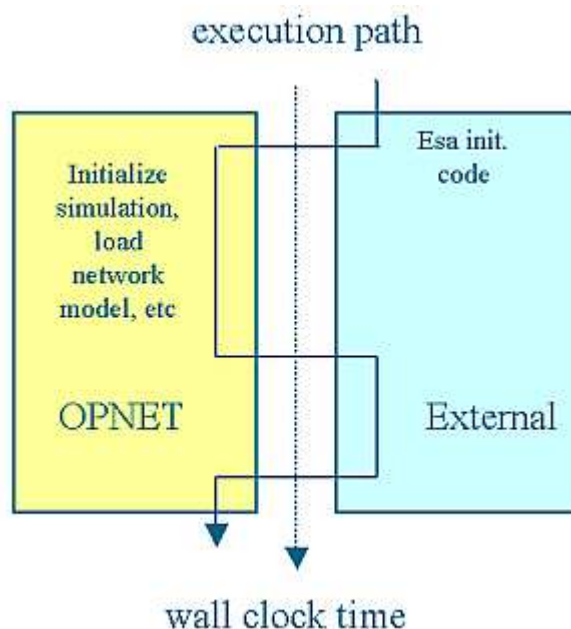 execution path
Esa init.
code
Initialize
simulation,
load
network
model, etc
OPNET
External
wall clock time